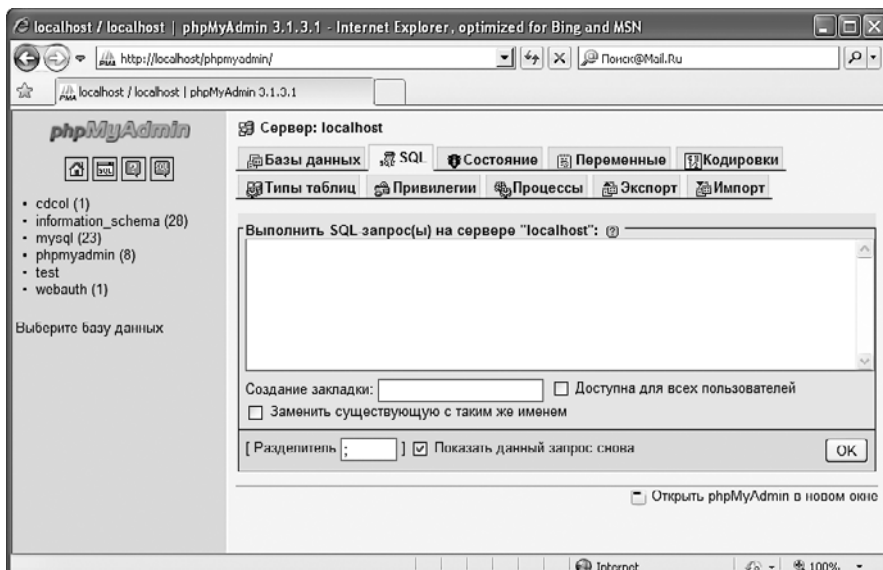 localhost / localhost | phpMyAdmin 3.1.3.1 - Internet Explorer, optimized for Bing and MSN
http://localhost/phpmyadmin/
Поиск@Mail.Ru
localhost / localhost | phpMyAdmin 3.1.3.1
phpMyAdmin
Сервер: localhost
Базы данных SQL Состояние Переменные Кодировки
Типы таблиц Привилегии Процессы Экспорт Импорт
cdcol (1)
information_schema (28)
mysql (23)
phpmyadmin (8)
test
webauth (1)
Выберите базу данных
Выполнить SQL-запрос(ы) на сервере "localhost":
Создание закладки:
Доступна для всех пользователей
Заменить существующую с таким же именем
[ Разделитель ; ] Показать данный запрос снова
OK
Открыть phpMyAdmin в новом окне
Internet
100%